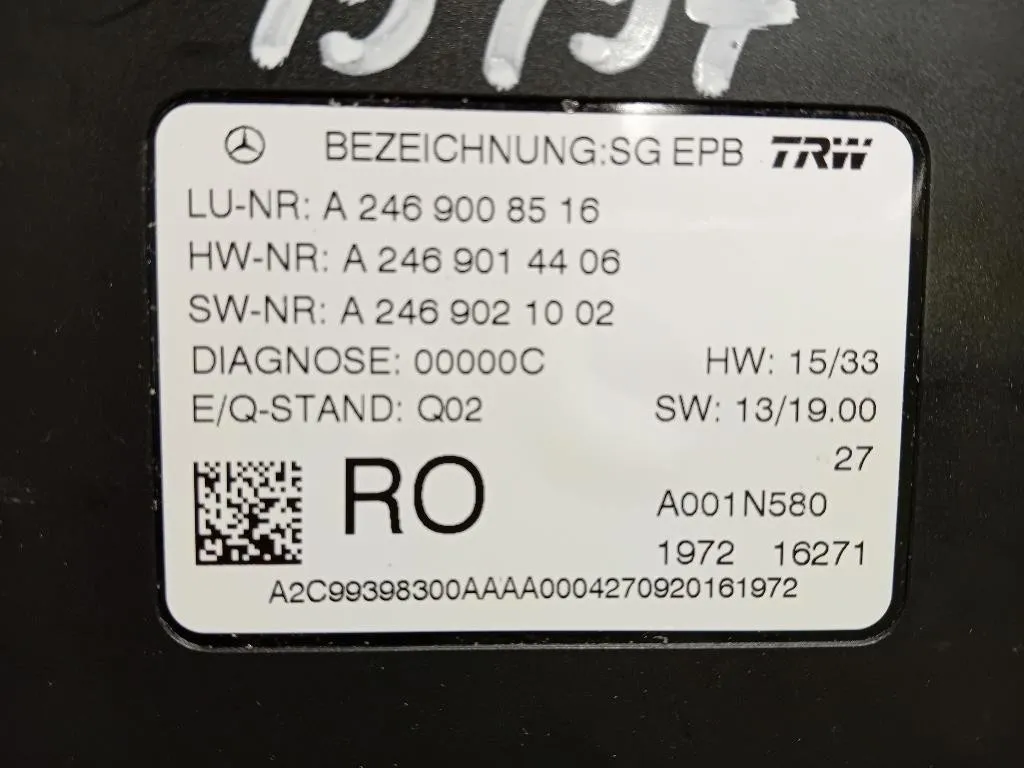 BEZEICHNUNG:SG EPB TRW
LU-NR: A 246 900 85 16
HW-NR: A 246 901 44 06
SW-NR: A 246 902 10 02
DIAGNOSE: 00000C HW: 15/33
E/Q-STAND: Q02 SW: 13/19.00
27
RO A001N580
1972 16271
A2C99398300AAAA0004270920161972